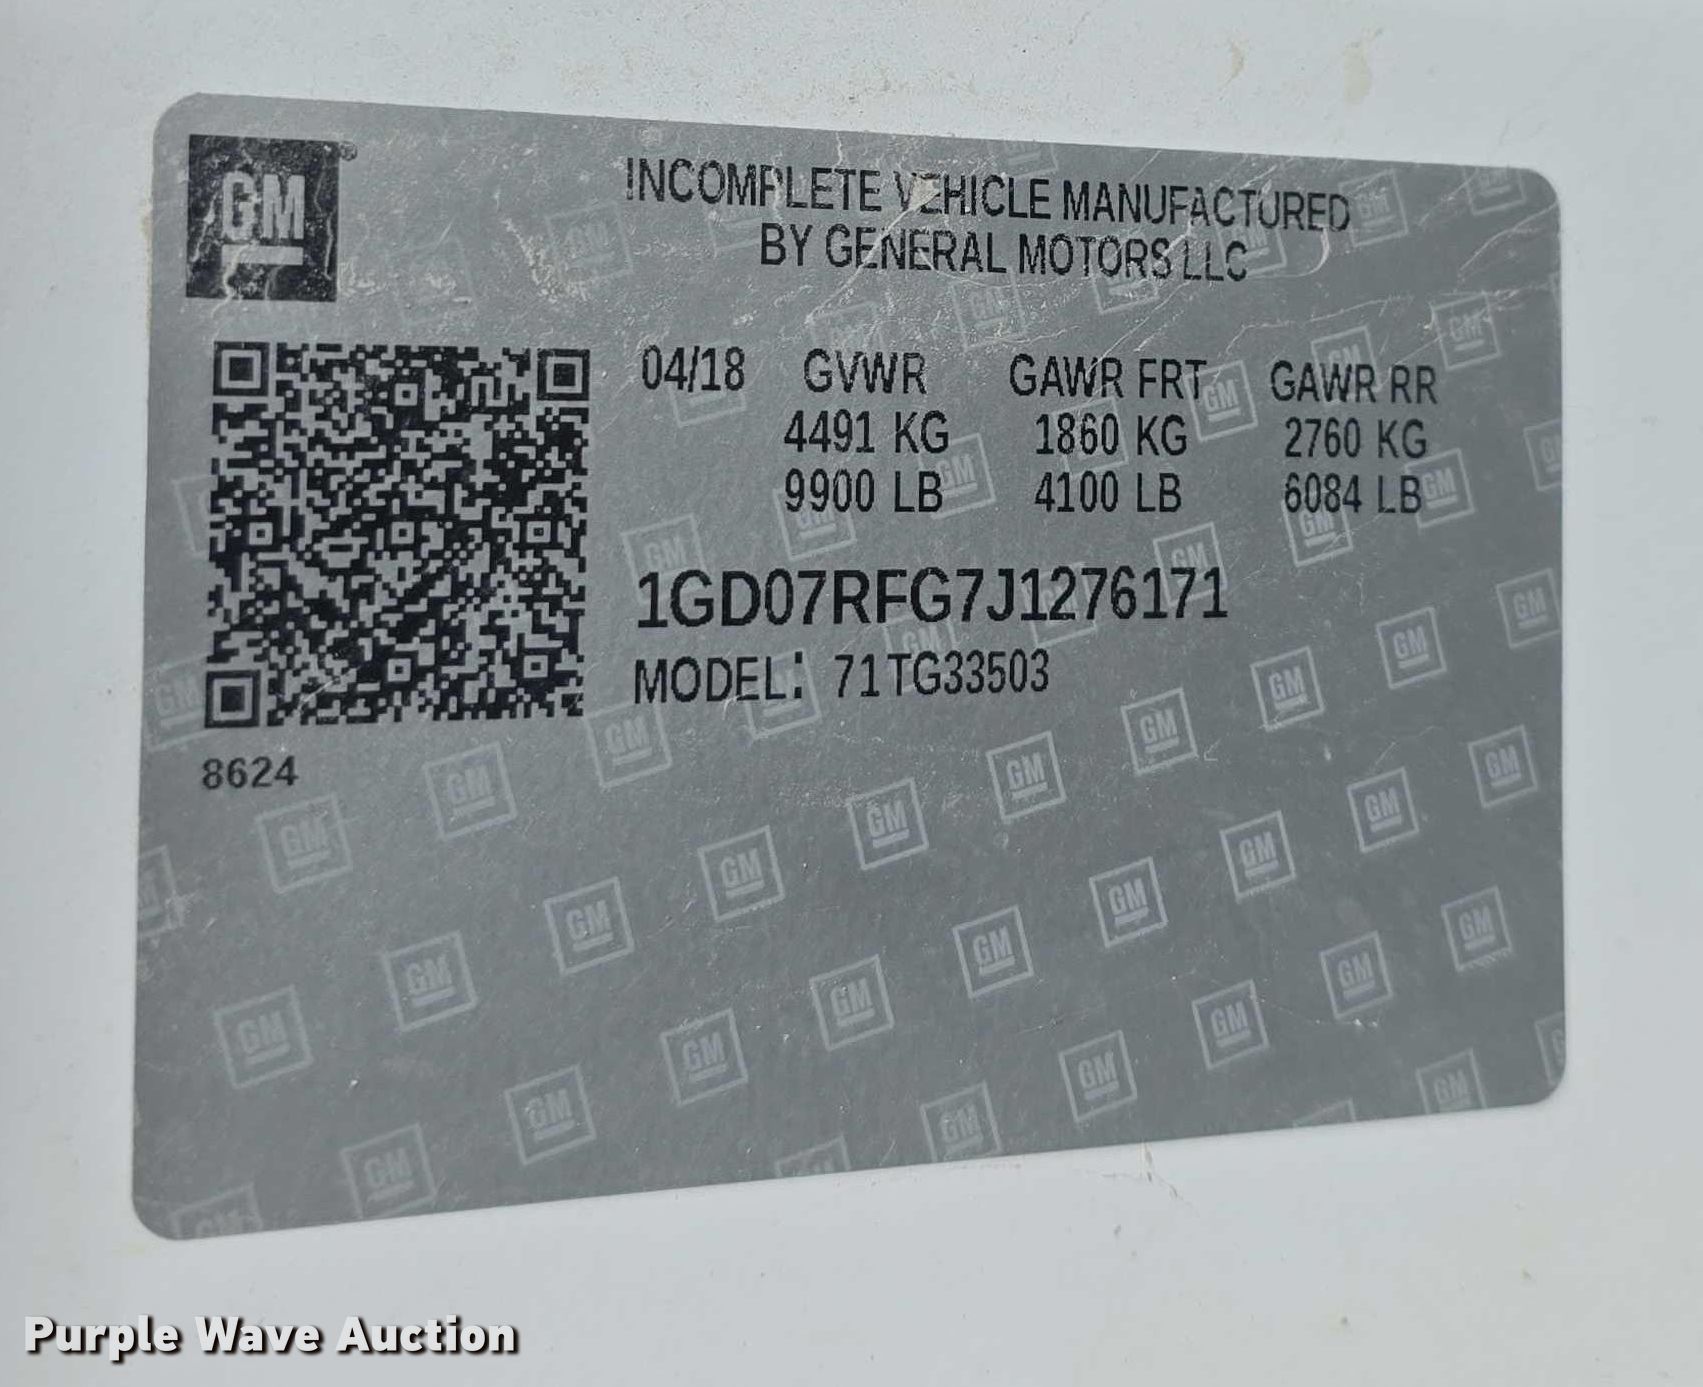 GM
INCOMPLETE VEHICLE MANUFACTURED
BY GENERAL MOTORS LLC
04/18 GVWR GAWR FRT GAWR RR
4491 KG 1860 KG 2760 KG
9900 LB 4100 LB 6084 LB
1GD07RFG7J1276171
MODEL: 71TG33503
8624
Purple Wave Auction